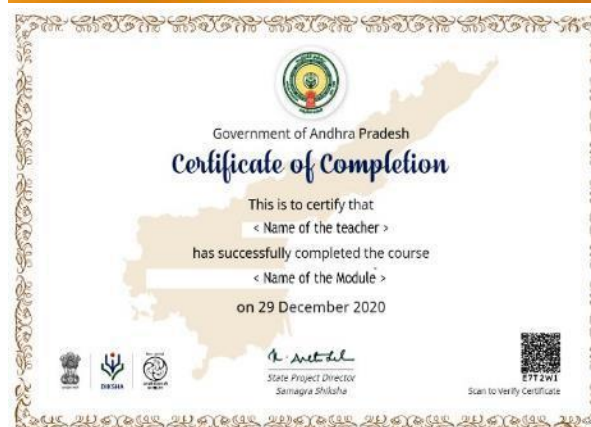 Government of Andhra Pradesh
Certificate of Completion
This is to certify that
< Name of the teacher >
has successfully completed the course
< Name of the Module >
on 29 December 2020
DIKSHA
State Project Director
Samagra Shiksha
E7T2W1
Scan to Verify Certificate